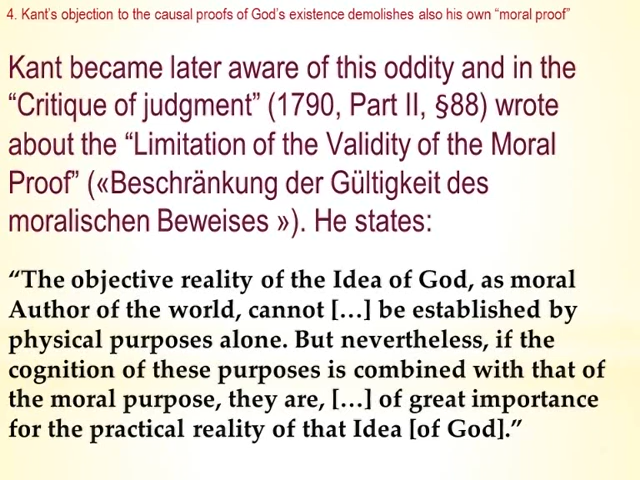 4. Kant's objection to the causal proofs of God's existence demolishes also his own “moral proof”
Kant became later aware of this oddity and in the
“Critique of judgment” (1790, Part II, §88) wrote
about the “Limitation of the Validity of the Moral
Proof” («Beschränkung der Gültigkeit des
moralischen Beweises »). He states:
“The objective reality of the Idea of God, as moral
Author of the world, cannot […] be established by
physical purposes alone. But nevertheless, if the
cognition of these purposes is combined with that of
the moral purpose, they are, […] of great importance
for the practical reality of that Idea [of God].”